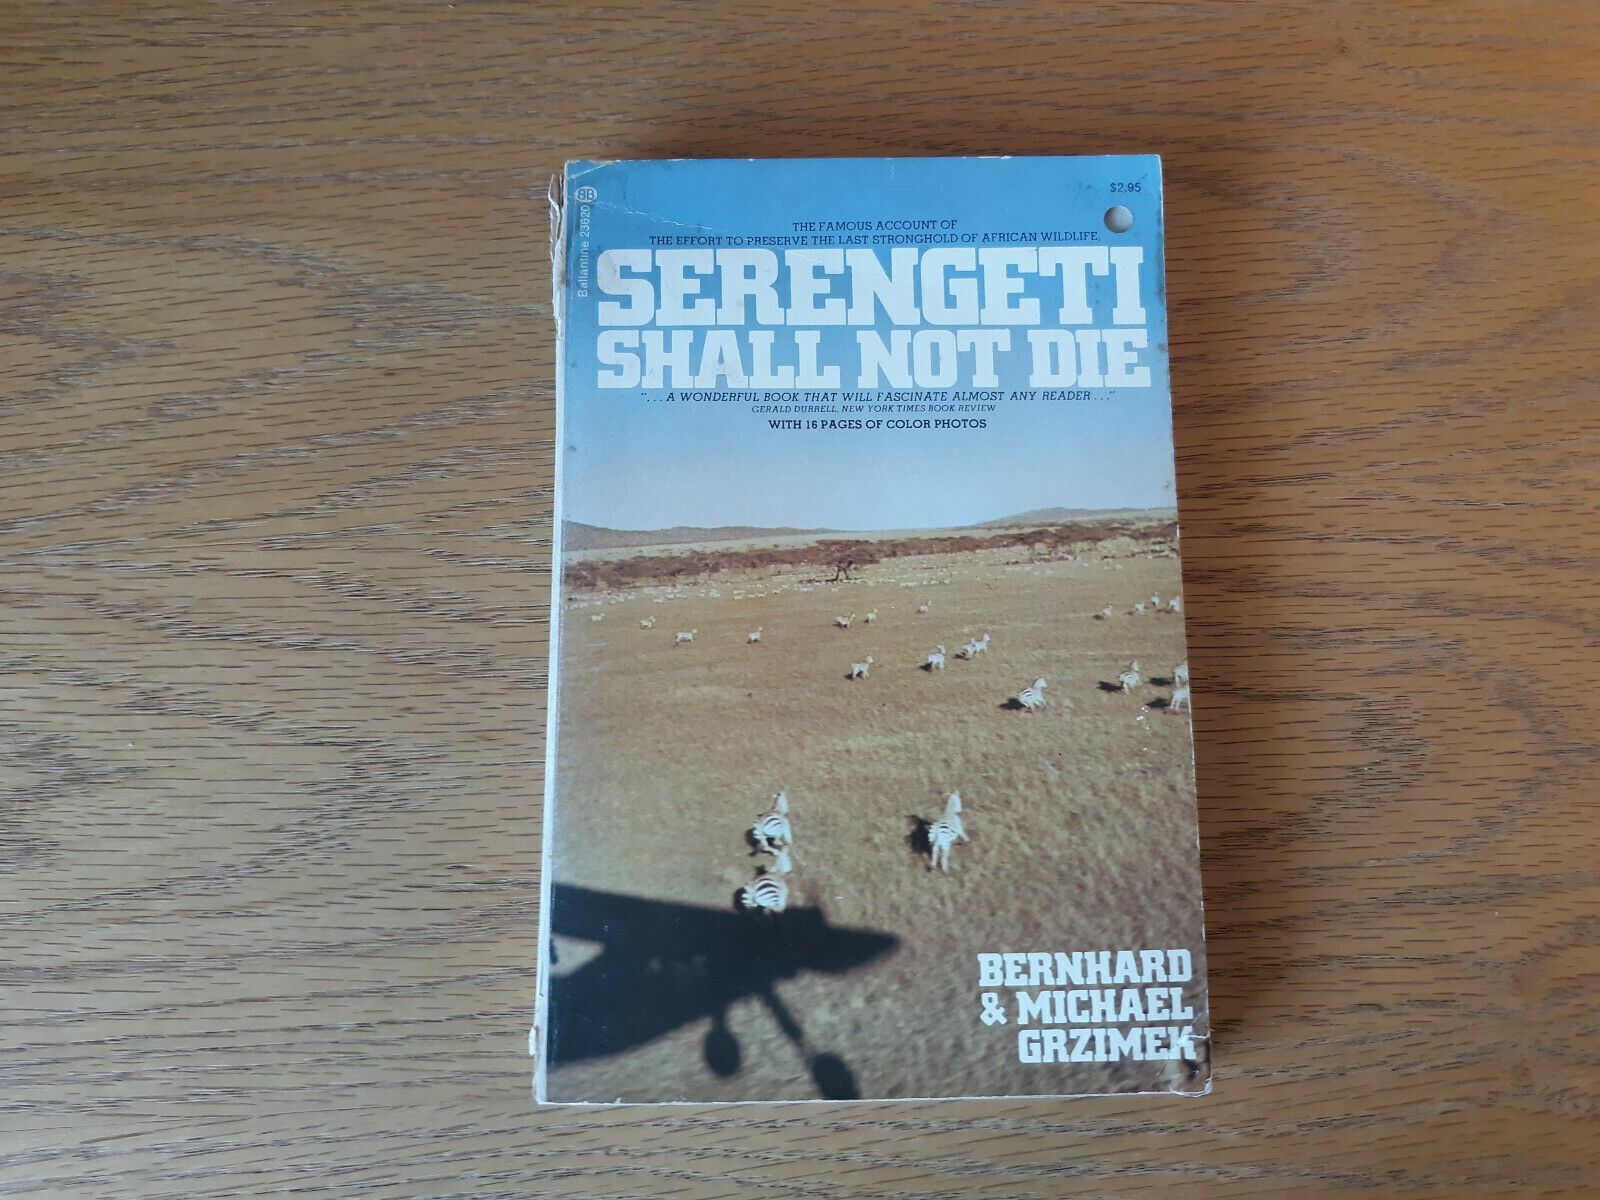 BB
Ballantine 23620
$2.95
THE FAMOUS ACCOUNT OF
THE EFFORT TO PRESERVE THE LAST STRONGHOLD OF AFRICAN WILDLIFE,
SERENGETI
SHALL NOT DIE
"...A WONDERFUL BOOK THAT WILL FASCINATE ALMOST ANY READER..."
GERALD DURRELL, NEW YORK TIMES BOOK REVIEW
WITH 16 PAGES OF COLOR PHOTOS
BERNHARD
& MICHAEL
GRZIMEK